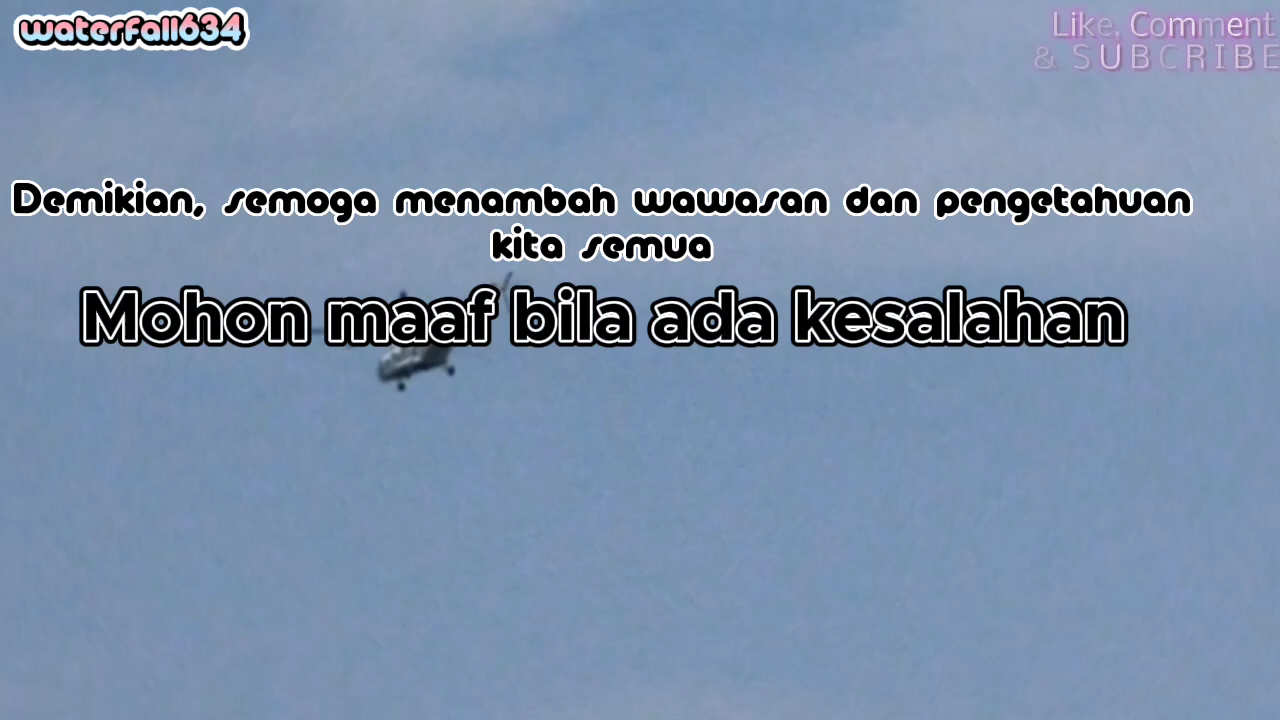 waterfall634
Like, Comment
& SUBCRIBE
Demikian, semoga menambah wawasan dan pengetahuan
kita semua
Mohon maaf bila ada kesalahan